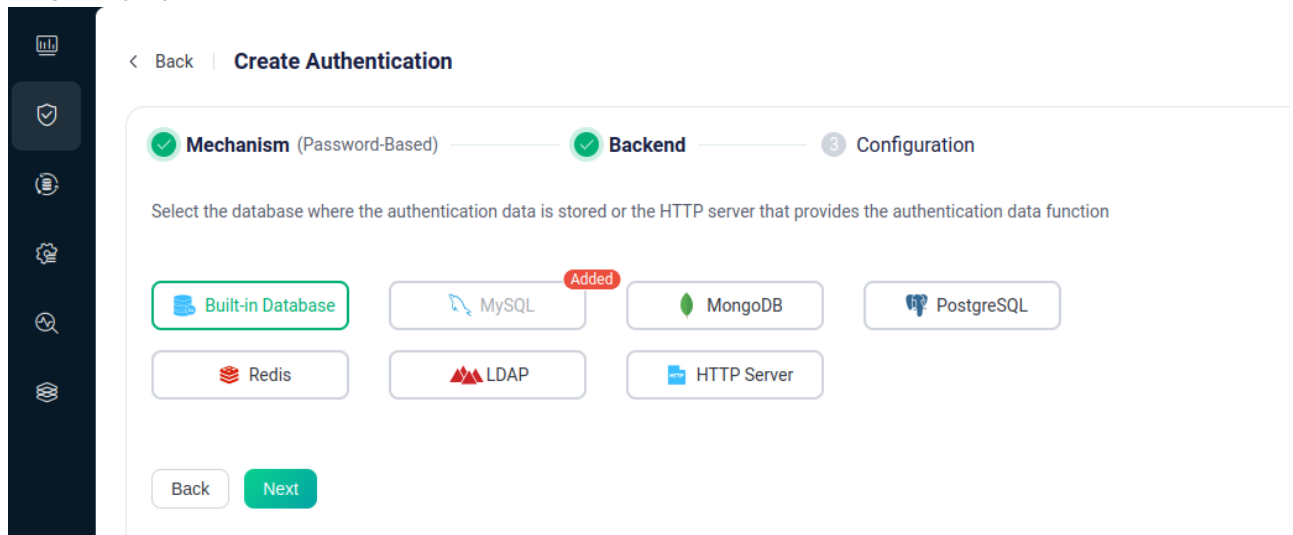 Back Create Authentication
Mechanism (Password-Based) Backend 3 Configuration
Select the database where the authentication data is stored or the HTTP server that provides the authentication data function
Added
Built-in Database MySQL MongoDB PostgreSQL
Redis LDAP HTTP Server
Back Next